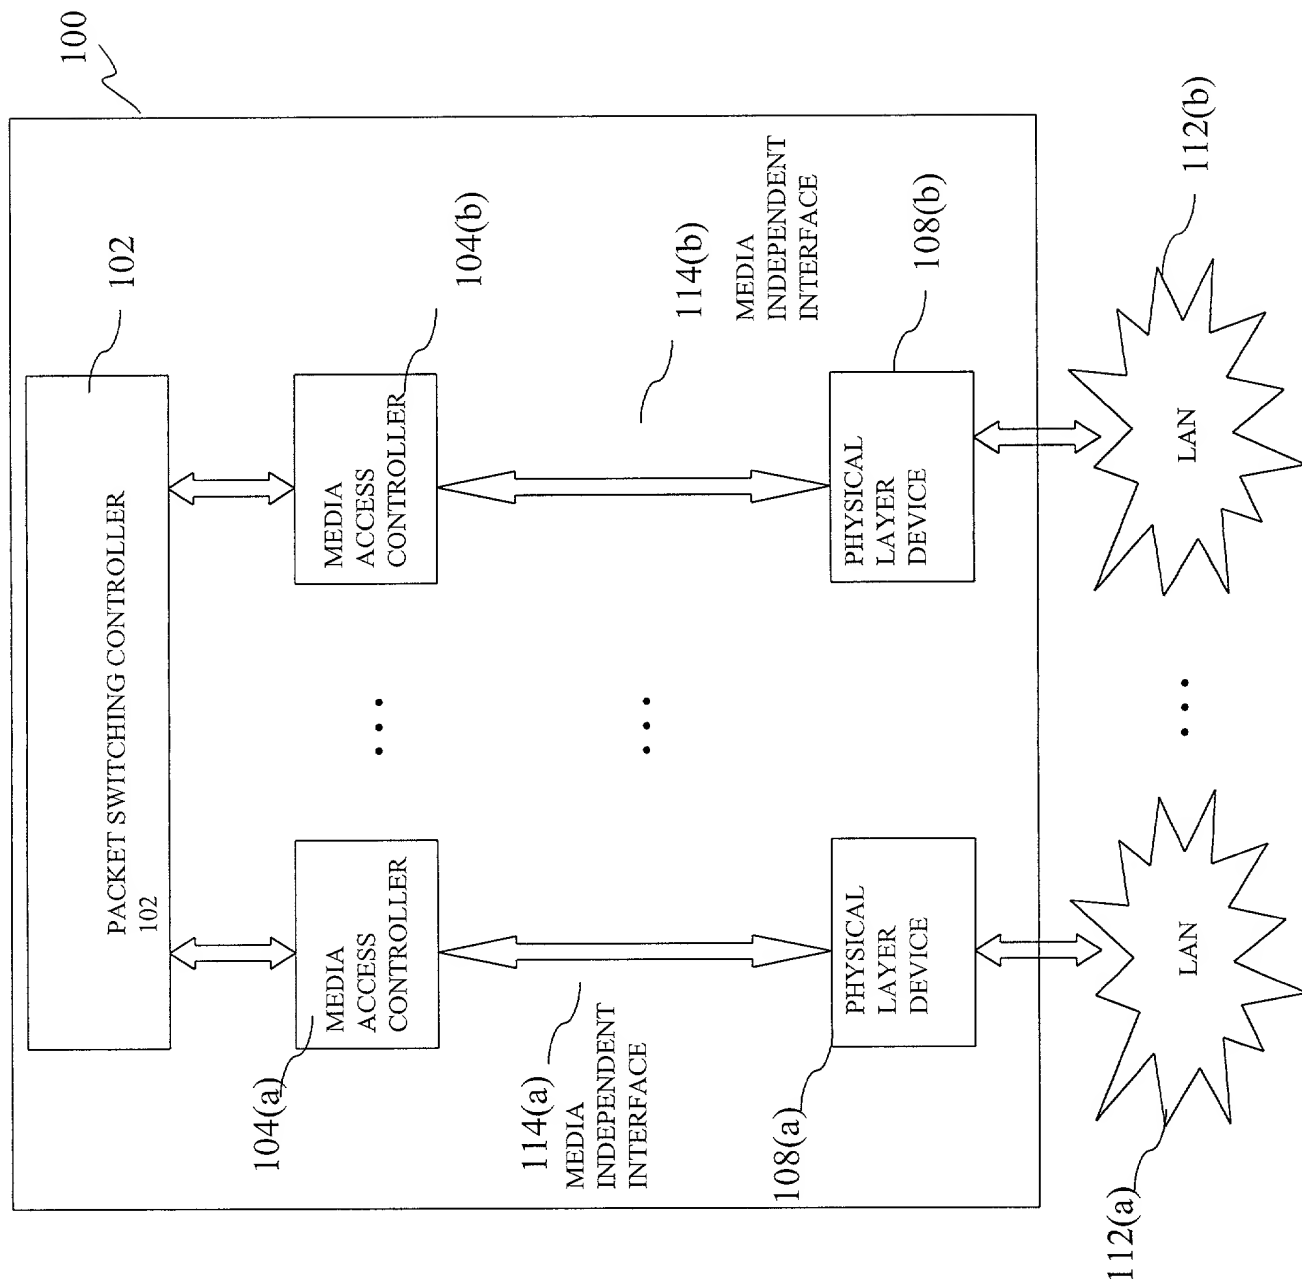 100
102
PACKET SWITCHING CONTROLLER
102
104(a)
MEDIA
ACCESS
CONTROLLER
104(b)
MEDIA
ACCESS
CONTROLLER
114(a)
MEDIA
INDEPENDENT
INTERFACE
114(b)
MEDIA
INDEPENDENT
INTERFACE
108(a)
PHYSICAL
LAYER
DEVICE
108(b)
PHYSICAL
LAYER
DEVICE
112(a)
LAN
112(b)
LAN